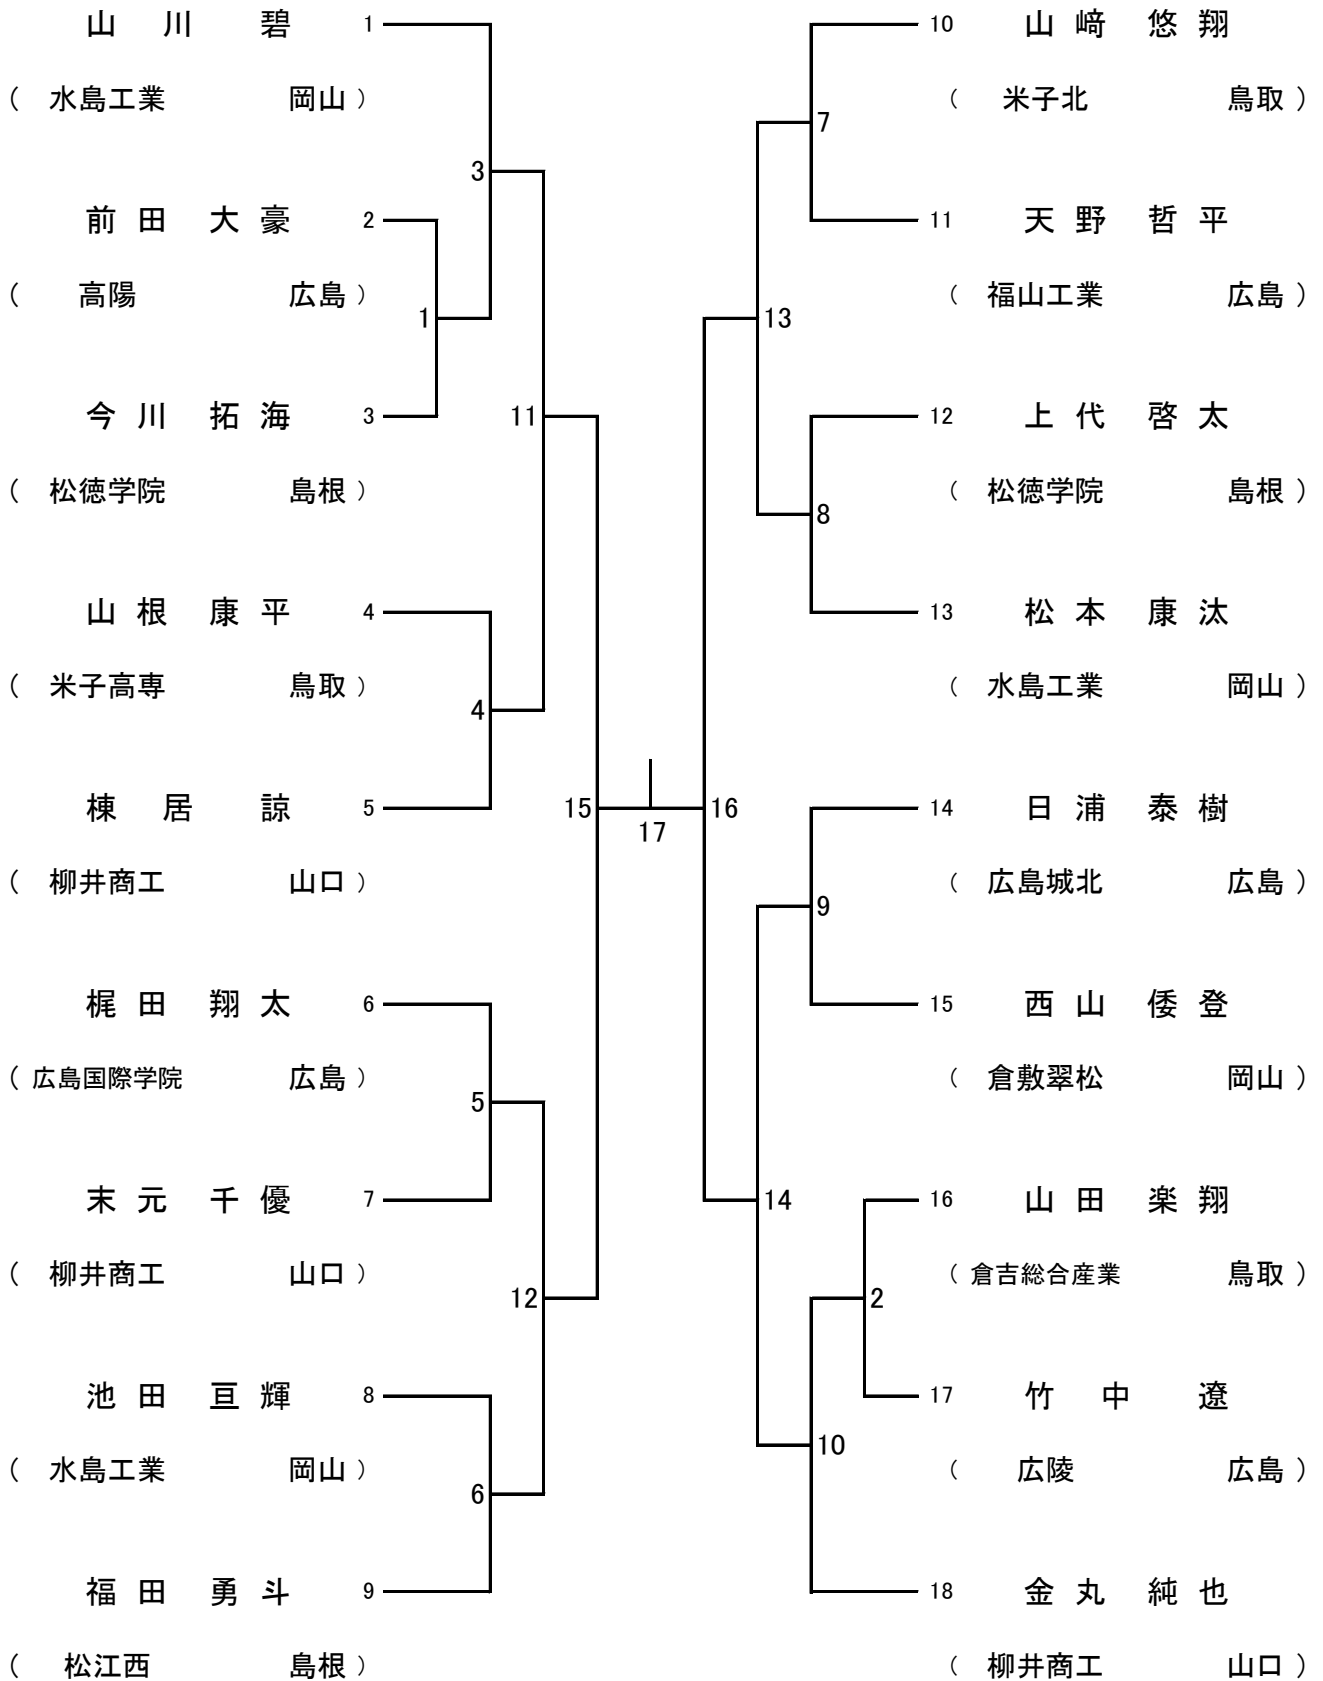 山 川 碧 1
( 水島工業 岡山 )
3
前 田 大 豪 2
( 高陽 広島 )
1
今 川 拓 海 3
11
( 松徳学院 島根 )
山 根 康 平 4
( 米子高専 鳥取 )
4
棟 居 諒 5
15
17
( 柳井商工 山口 )
梶 田 翔 太 6
( 広島国際学院 広島 )
5
末 元 千 優 7
( 柳井商工 山口 )
12
池 田 亘 輝 8
( 水島工業 岡山 )
6
福 田 勇 斗 9
( 松江西 島根 )
10 山 﨑 悠 翔
( 米子北 鳥取 )
7
11 天 野 哲 平
( 福山工業 広島 )
13
12 上 代 啓 太
( 松徳学院 島根 )
8
13 松 本 康 汰
( 水島工業 岡山 )
16
14 日 浦 泰 樹
( 広島城北 広島 )
9
15 西 山 倭 登
( 倉敷翠松 岡山 )
14
16 山 田 楽 翔
( 倉吉総合産業 鳥取 )
2
17 竹 中 遼
10
( 広陵 広島 )
18 金 丸 純 也
( 柳井商工 山口 )